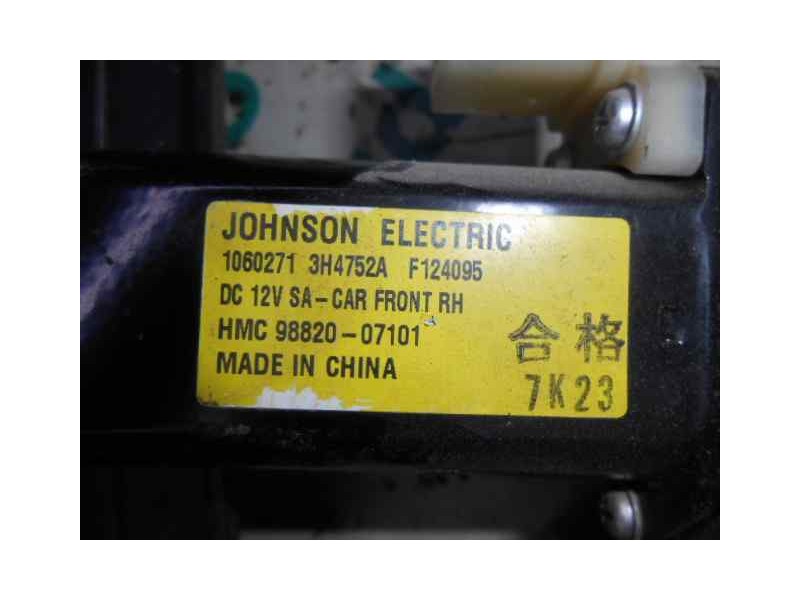 JOHNSON ELECTRIC
1060271 3H4752A F124095
DC 12V SA-CAR FRONT RH
HMC 98820-07101
MADE IN CHINA
合格
7K23